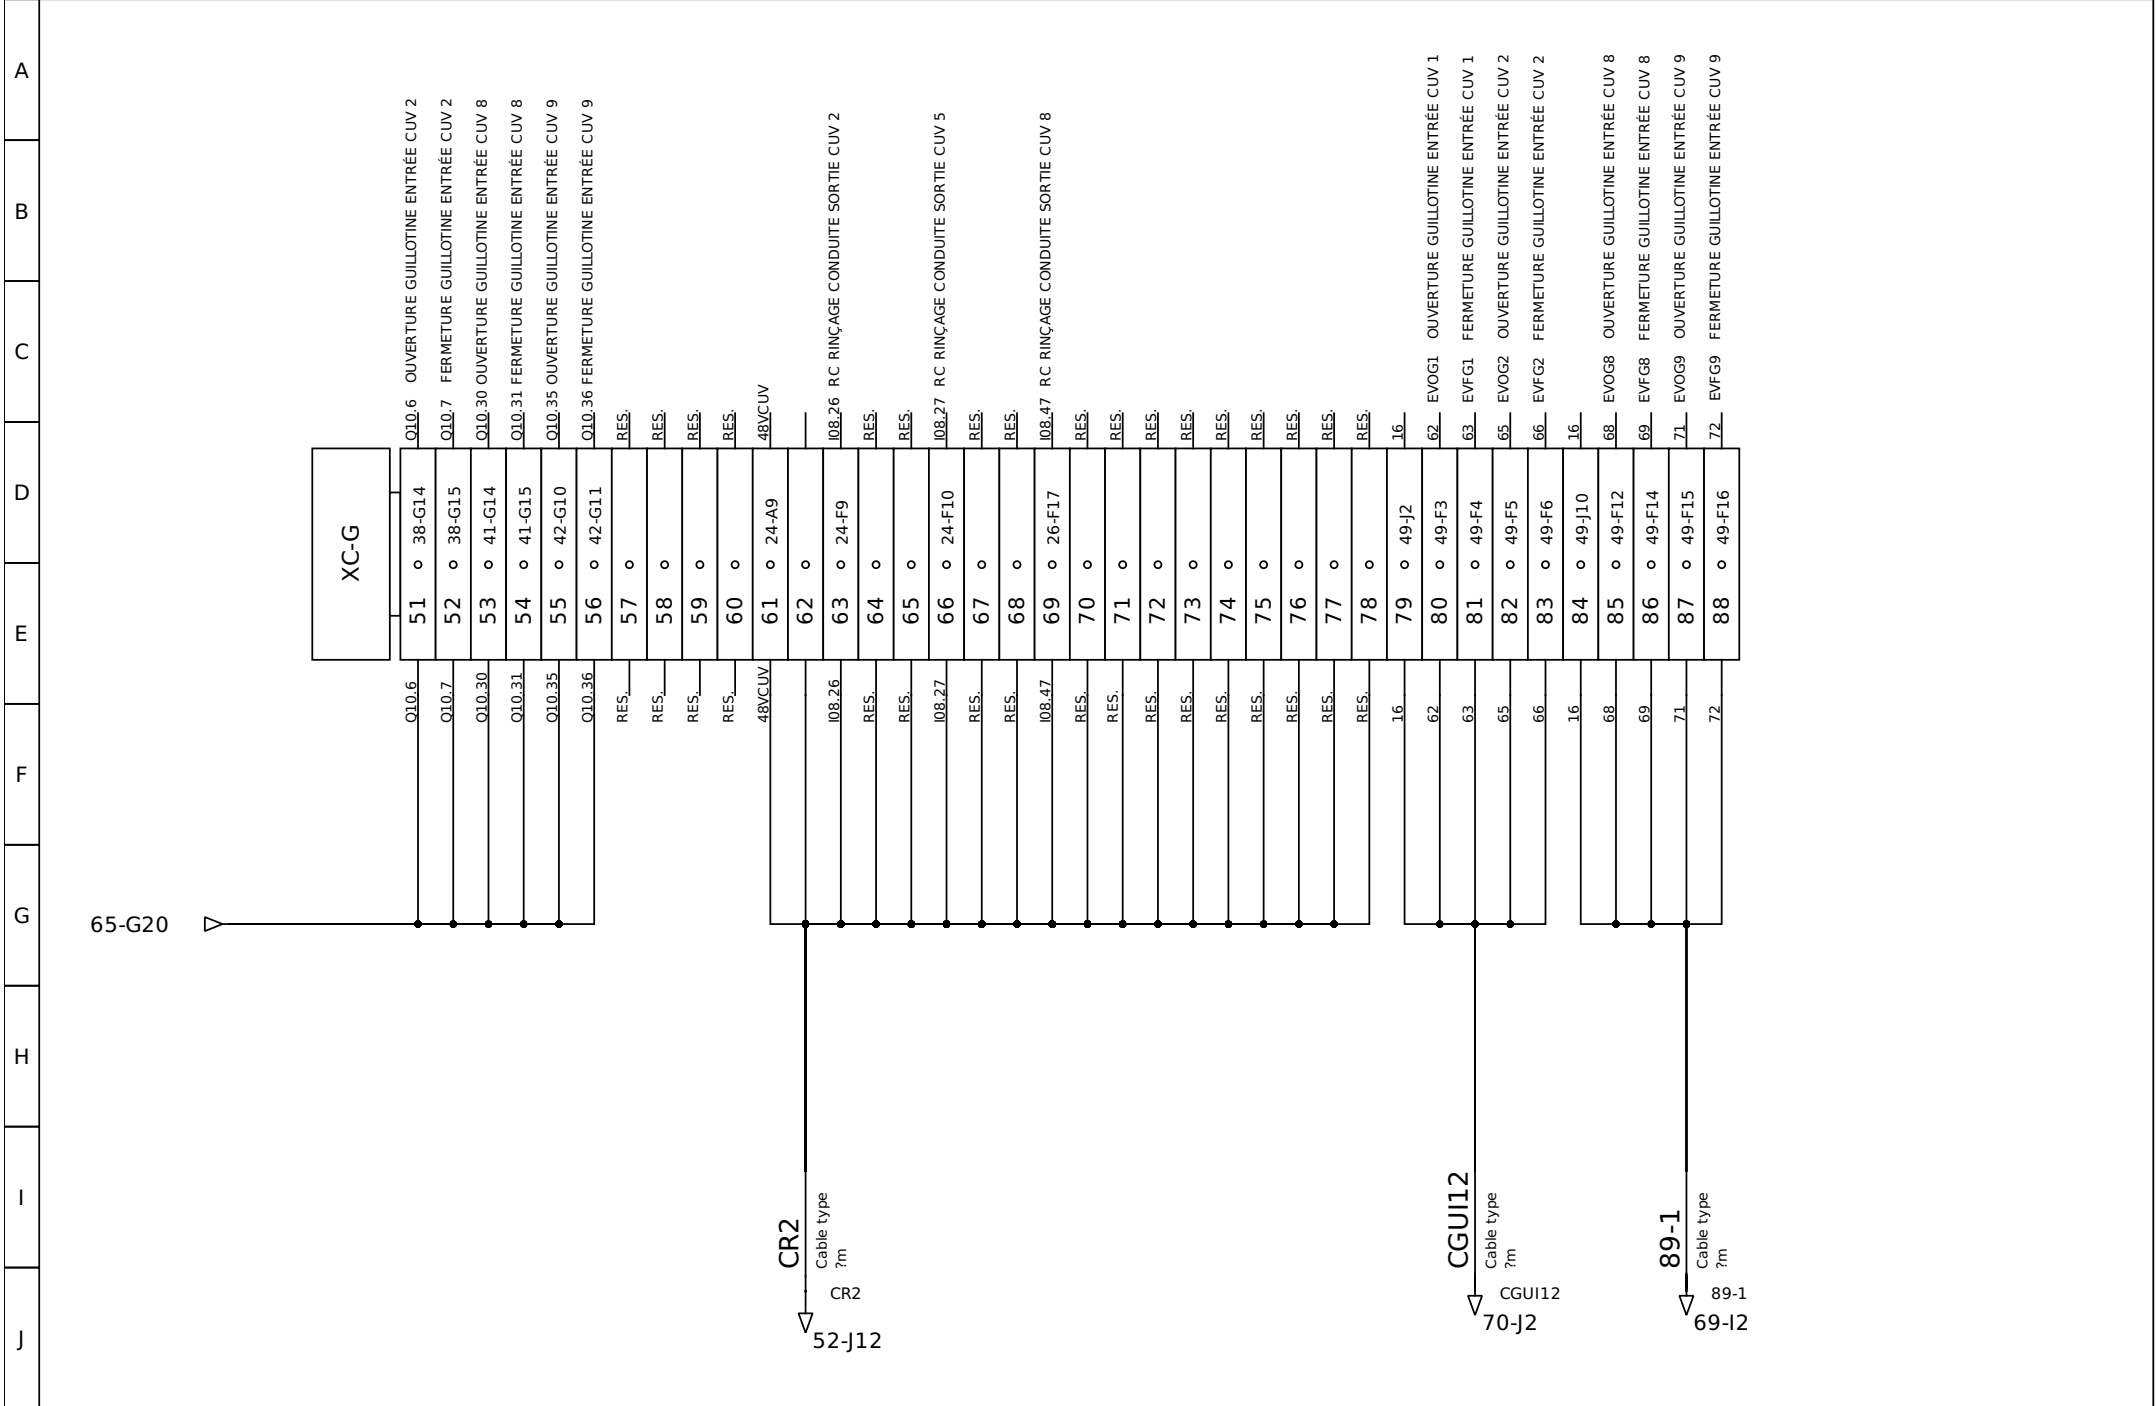 A
B
C
D
E
F
G
H
I
J
Q10.6 OUVERTURE GUILLOTINE ENTRÉE CUV 2
Q10.7 FERMETURE GUILLOTINE ENTRÉE CUV 2
Q10.30 OUVERTURE GUILLOTINE ENTRÉE CUV 8
Q10.31 FERMETURE GUILLOTINE ENTRÉE CUV 8
Q10.35 OUVERTURE GUILLOTINE ENTRÉE CUV 9
Q10.36 FERMETURE GUILLOTINE ENTRÉE CUV 9
RES.
RES.
RES.
RES.
48VCUV
I08.26 RC RINÇAGE CONDUITE SORTIE CUV 2
RES.
RES.
I08.27 RC RINÇAGE CONDUITE SORTIE CUV 5
RES.
RES.
I08.47 RC RINÇAGE CONDUITE SORTIE CUV 8
RES.
RES.
RES.
RES.
RES.
RES.
RES.
RES.
RES.
16
62 EVOG1 OUVERTURE GUILLOTINE ENTRÉE CUV 1
63 EVFG1 FERMETURE GUILLOTINE ENTRÉE CUV 1
65 EVOG2 OUVERTURE GUILLOTINE ENTRÉE CUV 2
66 EVFG2 FERMETURE GUILLOTINE ENTRÉE CUV 2
16
68 EVOG8 OUVERTURE GUILLOTINE ENTRÉE CUV 8
69 EVFG8 FERMETURE GUILLOTINE ENTRÉE CUV 8
71 EVOG9 OUVERTURE GUILLOTINE ENTRÉE CUV 9
72 EVFG9 FERMETURE GUILLOTINE ENTRÉE CUV 9
XC-G
51 38-G14
52 38-G15
53 41-G14
54 41-G15
55 42-G10
56 42-G11
57
58
59
60
61 24-A9
62
63 24-F9
64
65
66 24-F10
67
68
69 26-F17
70
71
72
73
74
75
76
77
78
79 49-J2
80 49-F3
81 49-F4
82 49-F5
83 49-F6
84 49-J10
85 49-F12
86 49-F14
87 49-F15
88 49-F16
Q10.6
Q10.7
Q10.30
Q10.31
Q10.35
Q10.36
RES.
RES.
RES.
RES.
48VCUV
I08.26
RES.
RES.
I08.27
RES.
RES.
I08.47
RES.
RES.
RES.
RES.
RES.
RES.
RES.
RES.
RES.
16
62
63
65
66
16
68
69
71
72
65-G20
CR2
Cable type
?m
CR2
52-J12
CGUI12
Cable type
?m
CGUI12
70-J2
89-1
Cable type
?m
89-1
69-I2